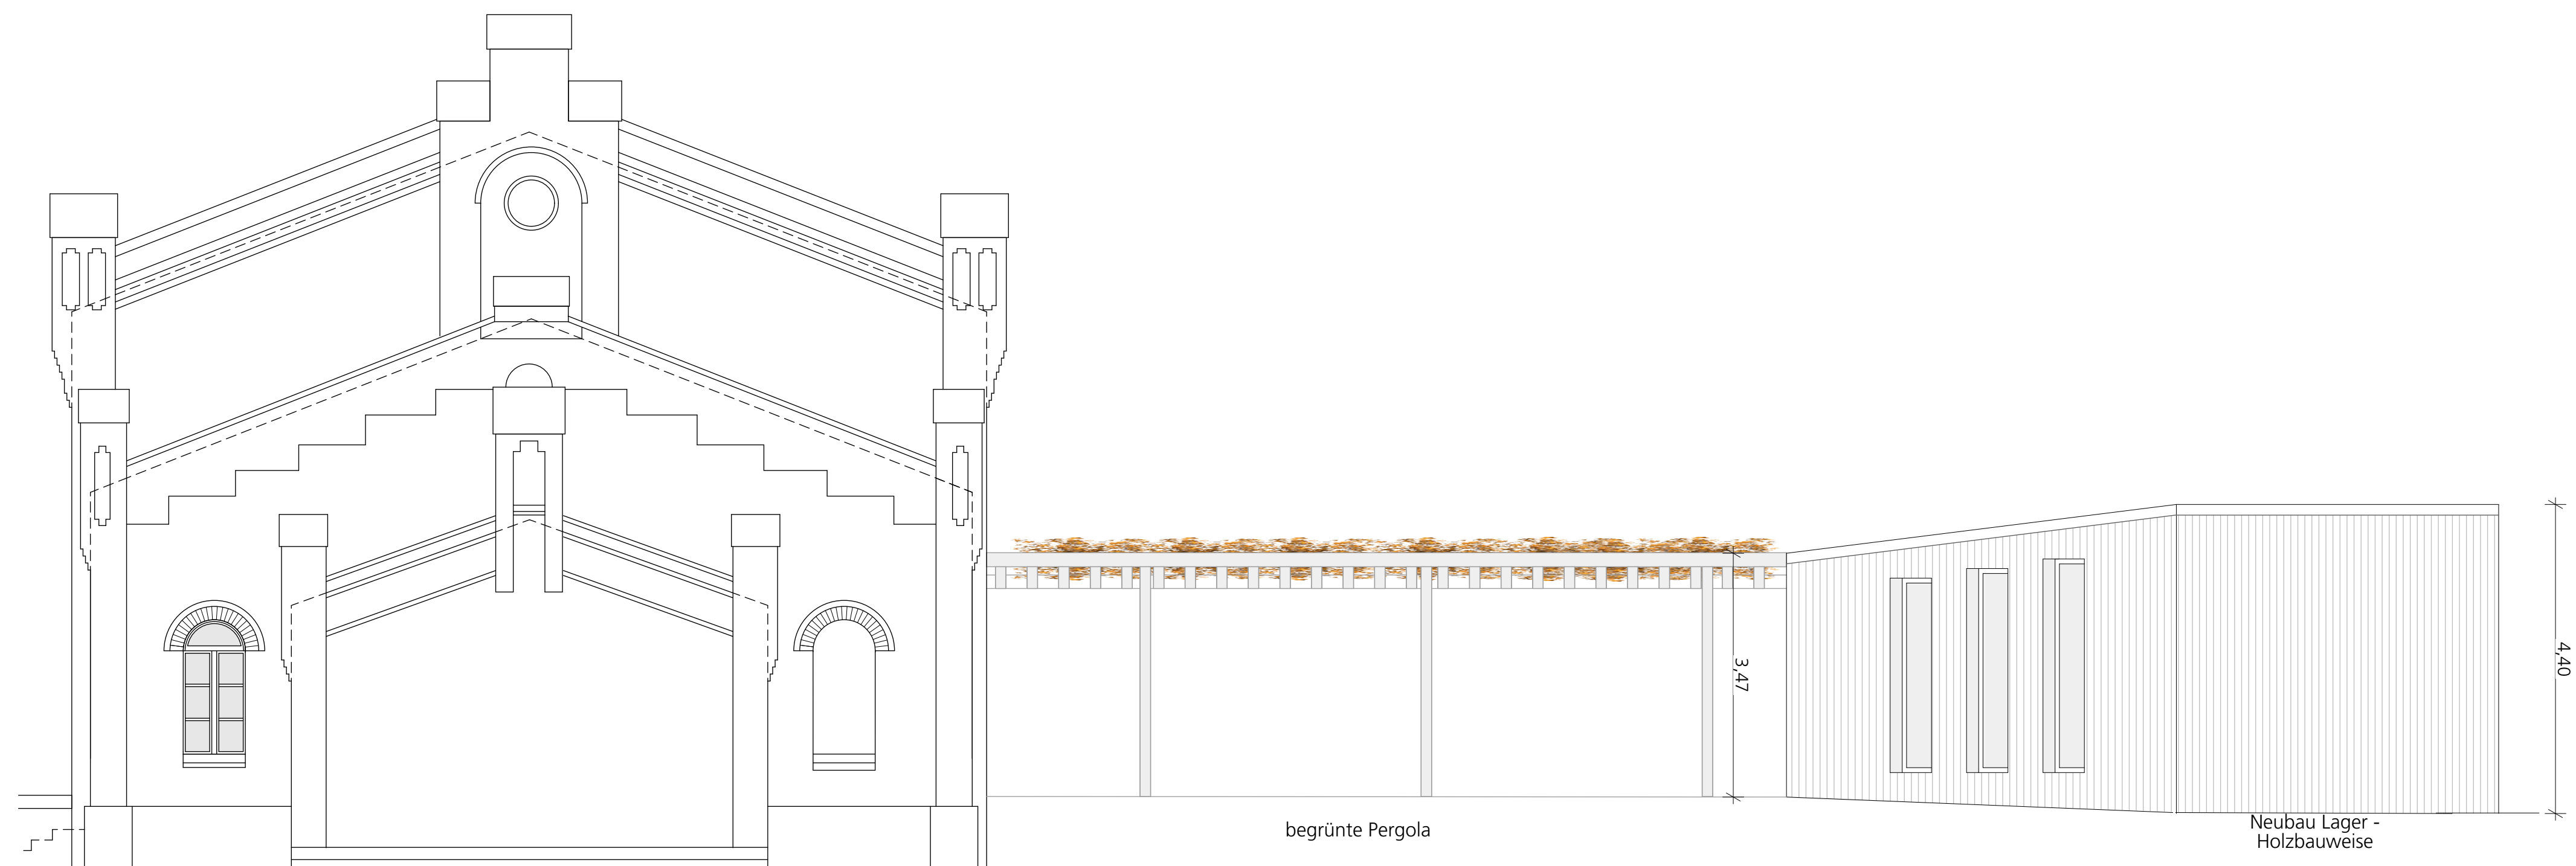 3,47
4,40
begrünte Pergola
Neubau Lager -
Holzbauweise